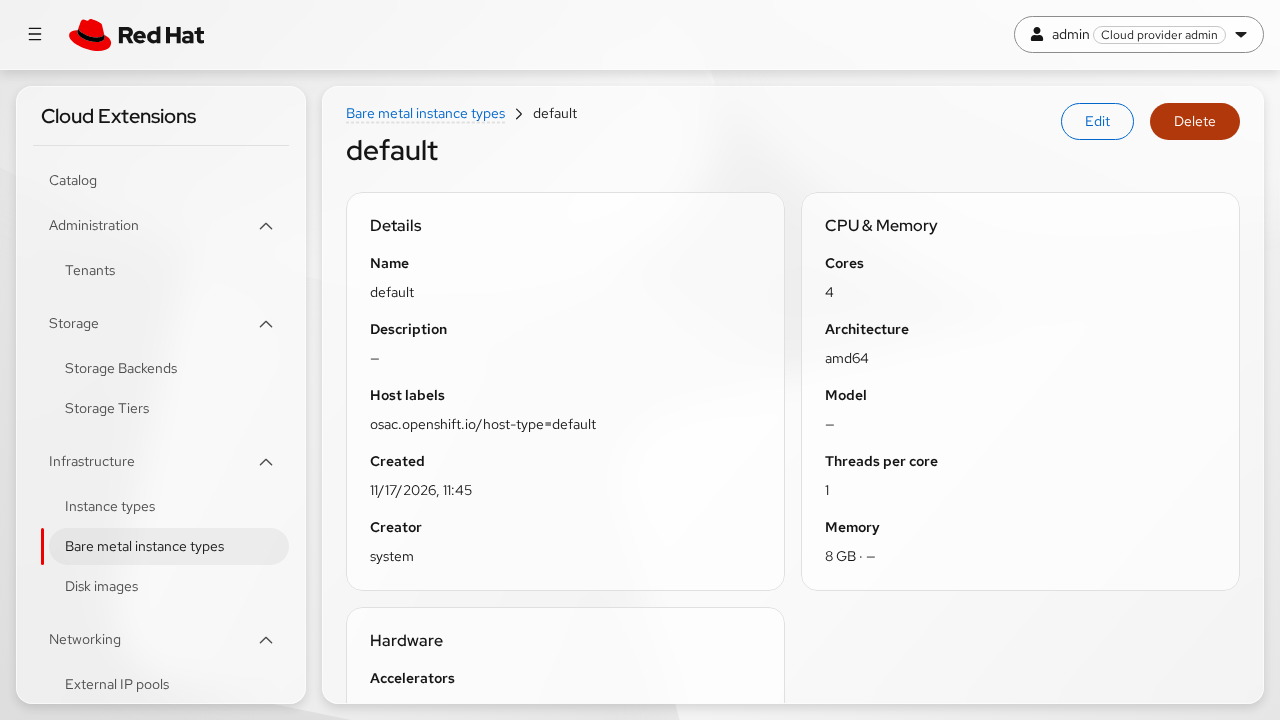 Red Hat
admin Cloud provider admin
Cloud Extensions
Catalog
Administration
Tenants
Storage
Storage Backends
Storage Tiers
Infrastructure
Instance types
Bare metal instance types
Disk images
Networking
External IP pools
Bare metal instance types > default
default
Edit
Delete
Details
Name
default
Description
—
Host labels
osac.openshift.io/host-type=default
Created
11/17/2026, 11:45
Creator
system
CPU & Memory
Cores
4
Architecture
amd64
Model
—
Threads per core
1
Memory
8 GB · —
Hardware
Accelerators